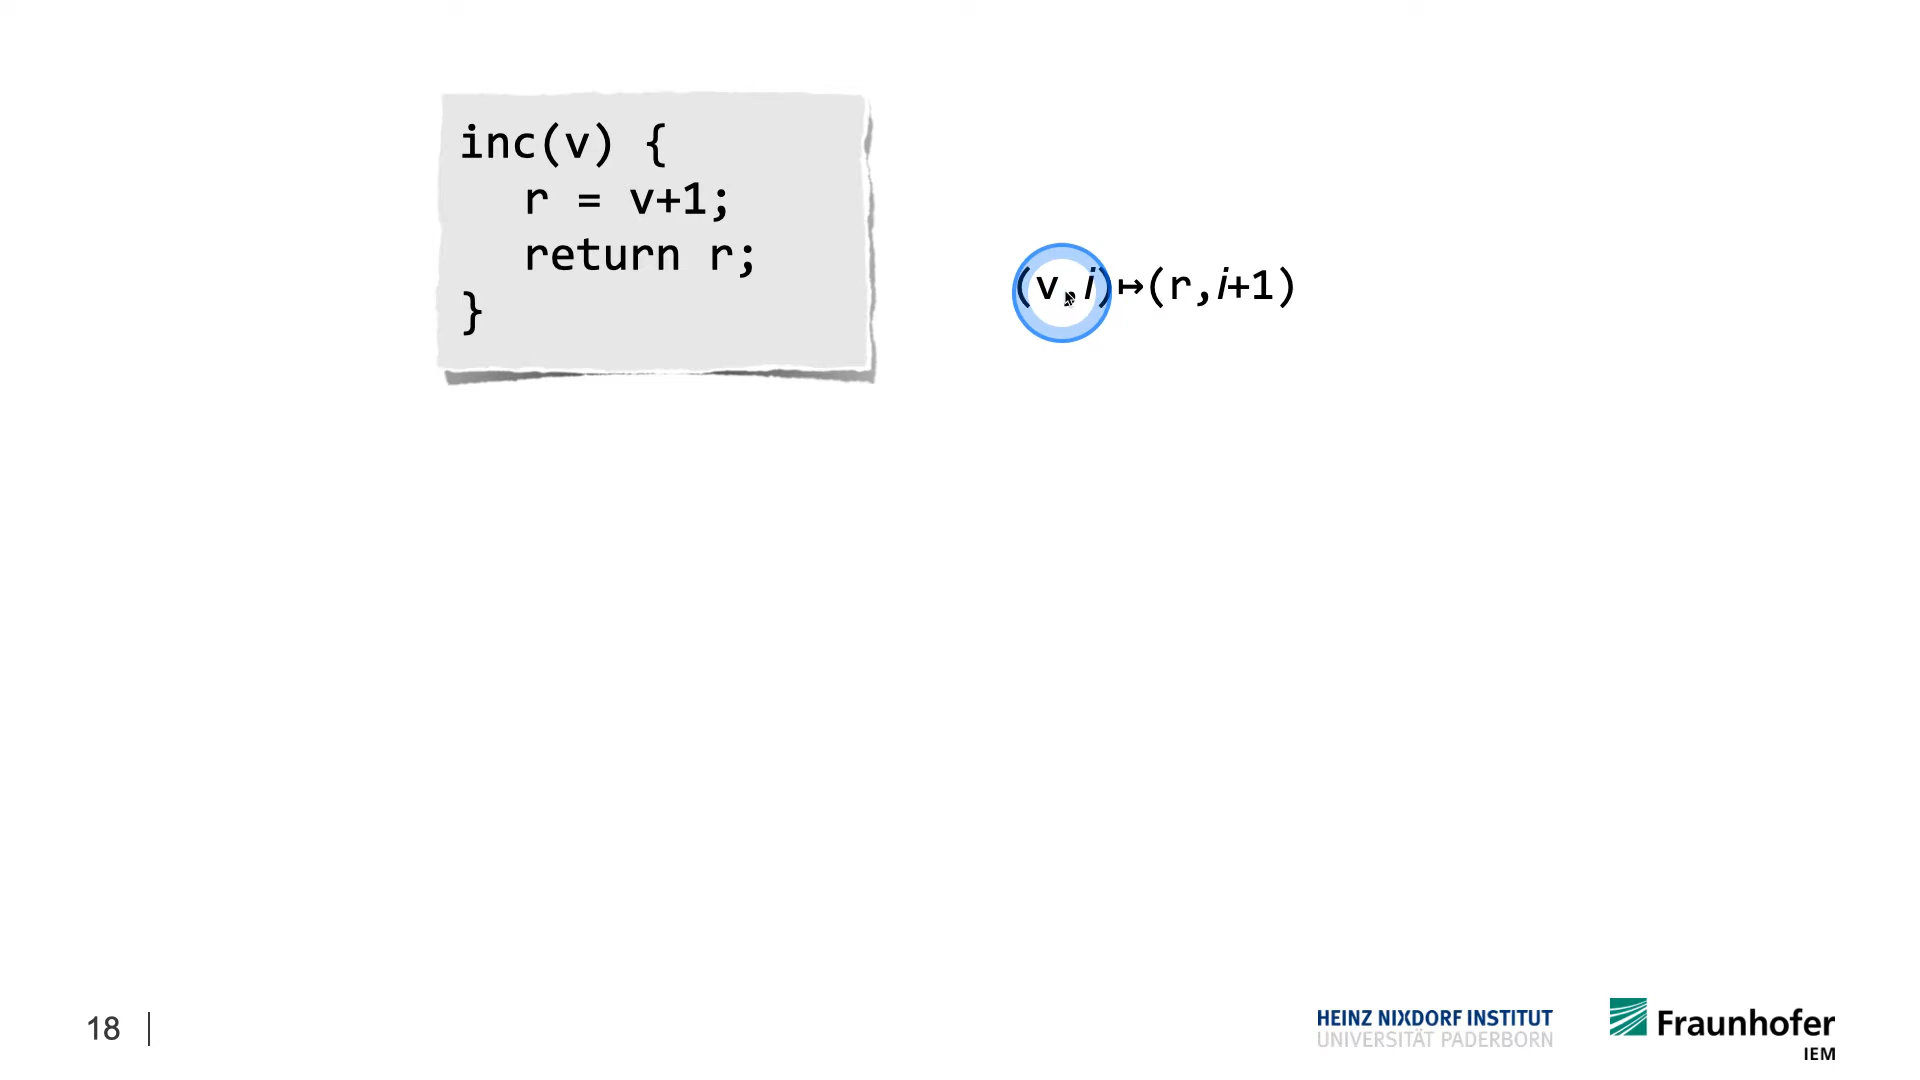 inc(v) {
r = v+1;
return r;
}
(v,i)↦(r,i+1)
18
HEINZ NIXDORF INSTITUT
UNIVERSITÄT PADERBORN
Fraunhofer
IEM